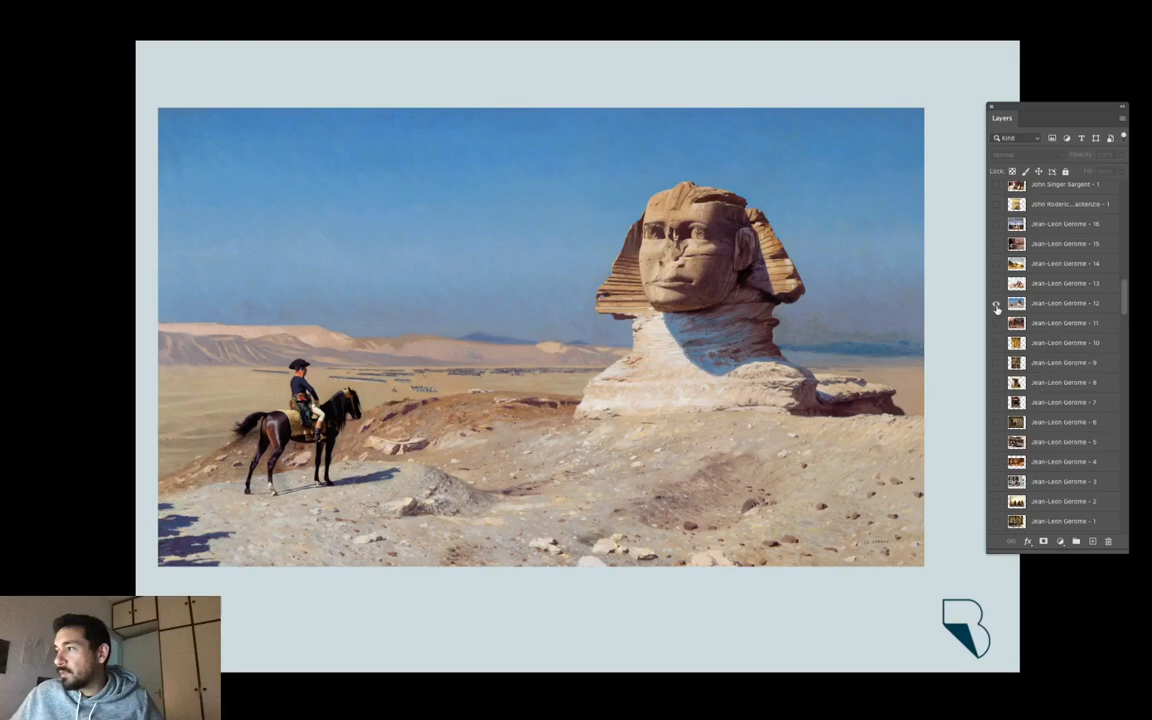 Layers
Kind
Normal
Opacity:
Lock:
Fill:
John Singer Sargent - 1
John Roderic...ackenzie - 1
Jean-Leon Gerome - 16
Jean-Leon Gerome - 15
Jean-Leon Gerome - 14
Jean-Leon Gerome - 13
Jean-Leon Gerome - 12
Jean-Leon Gerome - 11
Jean-Leon Gerome - 10
Jean-Leon Gerome - 9
Jean-Leon Gerome - 8
Jean-Leon Gerome - 7
Jean-Leon Gerome - 6
Jean-Leon Gerome - 5
Jean-Leon Gerome - 4
Jean-Leon Gerome - 3
Jean-Leon Gerome - 2
Jean-Leon Gerome - 1
fx